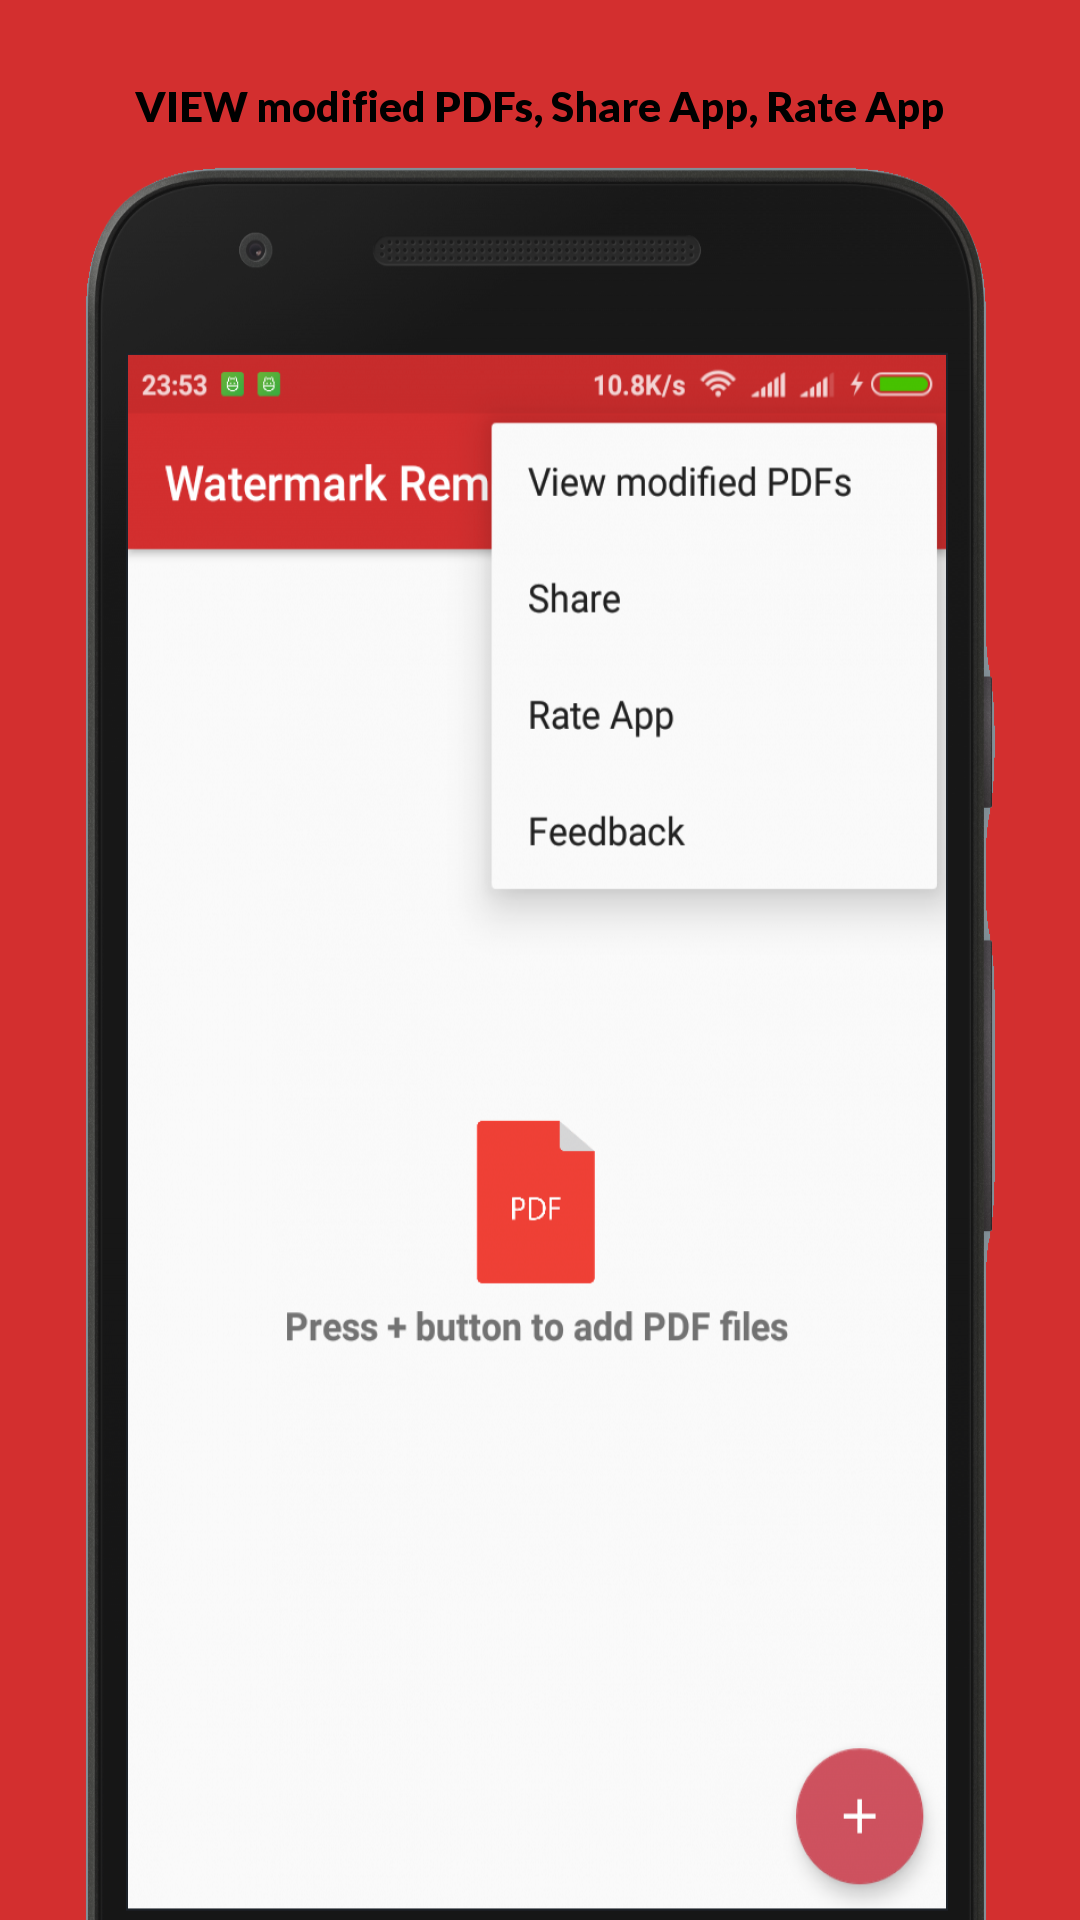 VIEW modified PDFs, Share App, Rate App
23:53 10.8K/s
Watermark Rem
View modified PDFs
Share
Rate App
Feedback
PDF
Press + button to add PDF files
+